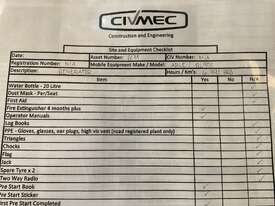 CIVMEC
Construction and Engineering
Site and Equipment Checklist
Date: Asset Number: CIV Number: N/A
Registration Number: N/A Mobile Equipment Make / Model:
Description: GENERATOR Hours / Km's:
Item Yes No N/A
Water Bottle - 20 Litre
Dust Mask - Per/Seat
First Aid
Fire Extinguisher 4 months plus
Operator Manual
Log Books
PPE - Gloves, glasses, ear plugs, high vis vest (road registered plant only)
Triangles
Chocks
Flag
Jack
Spare Tyre x 2
Two Way Radio
Pre Start Book
Pre Start Sticker
First Pre Start Completed